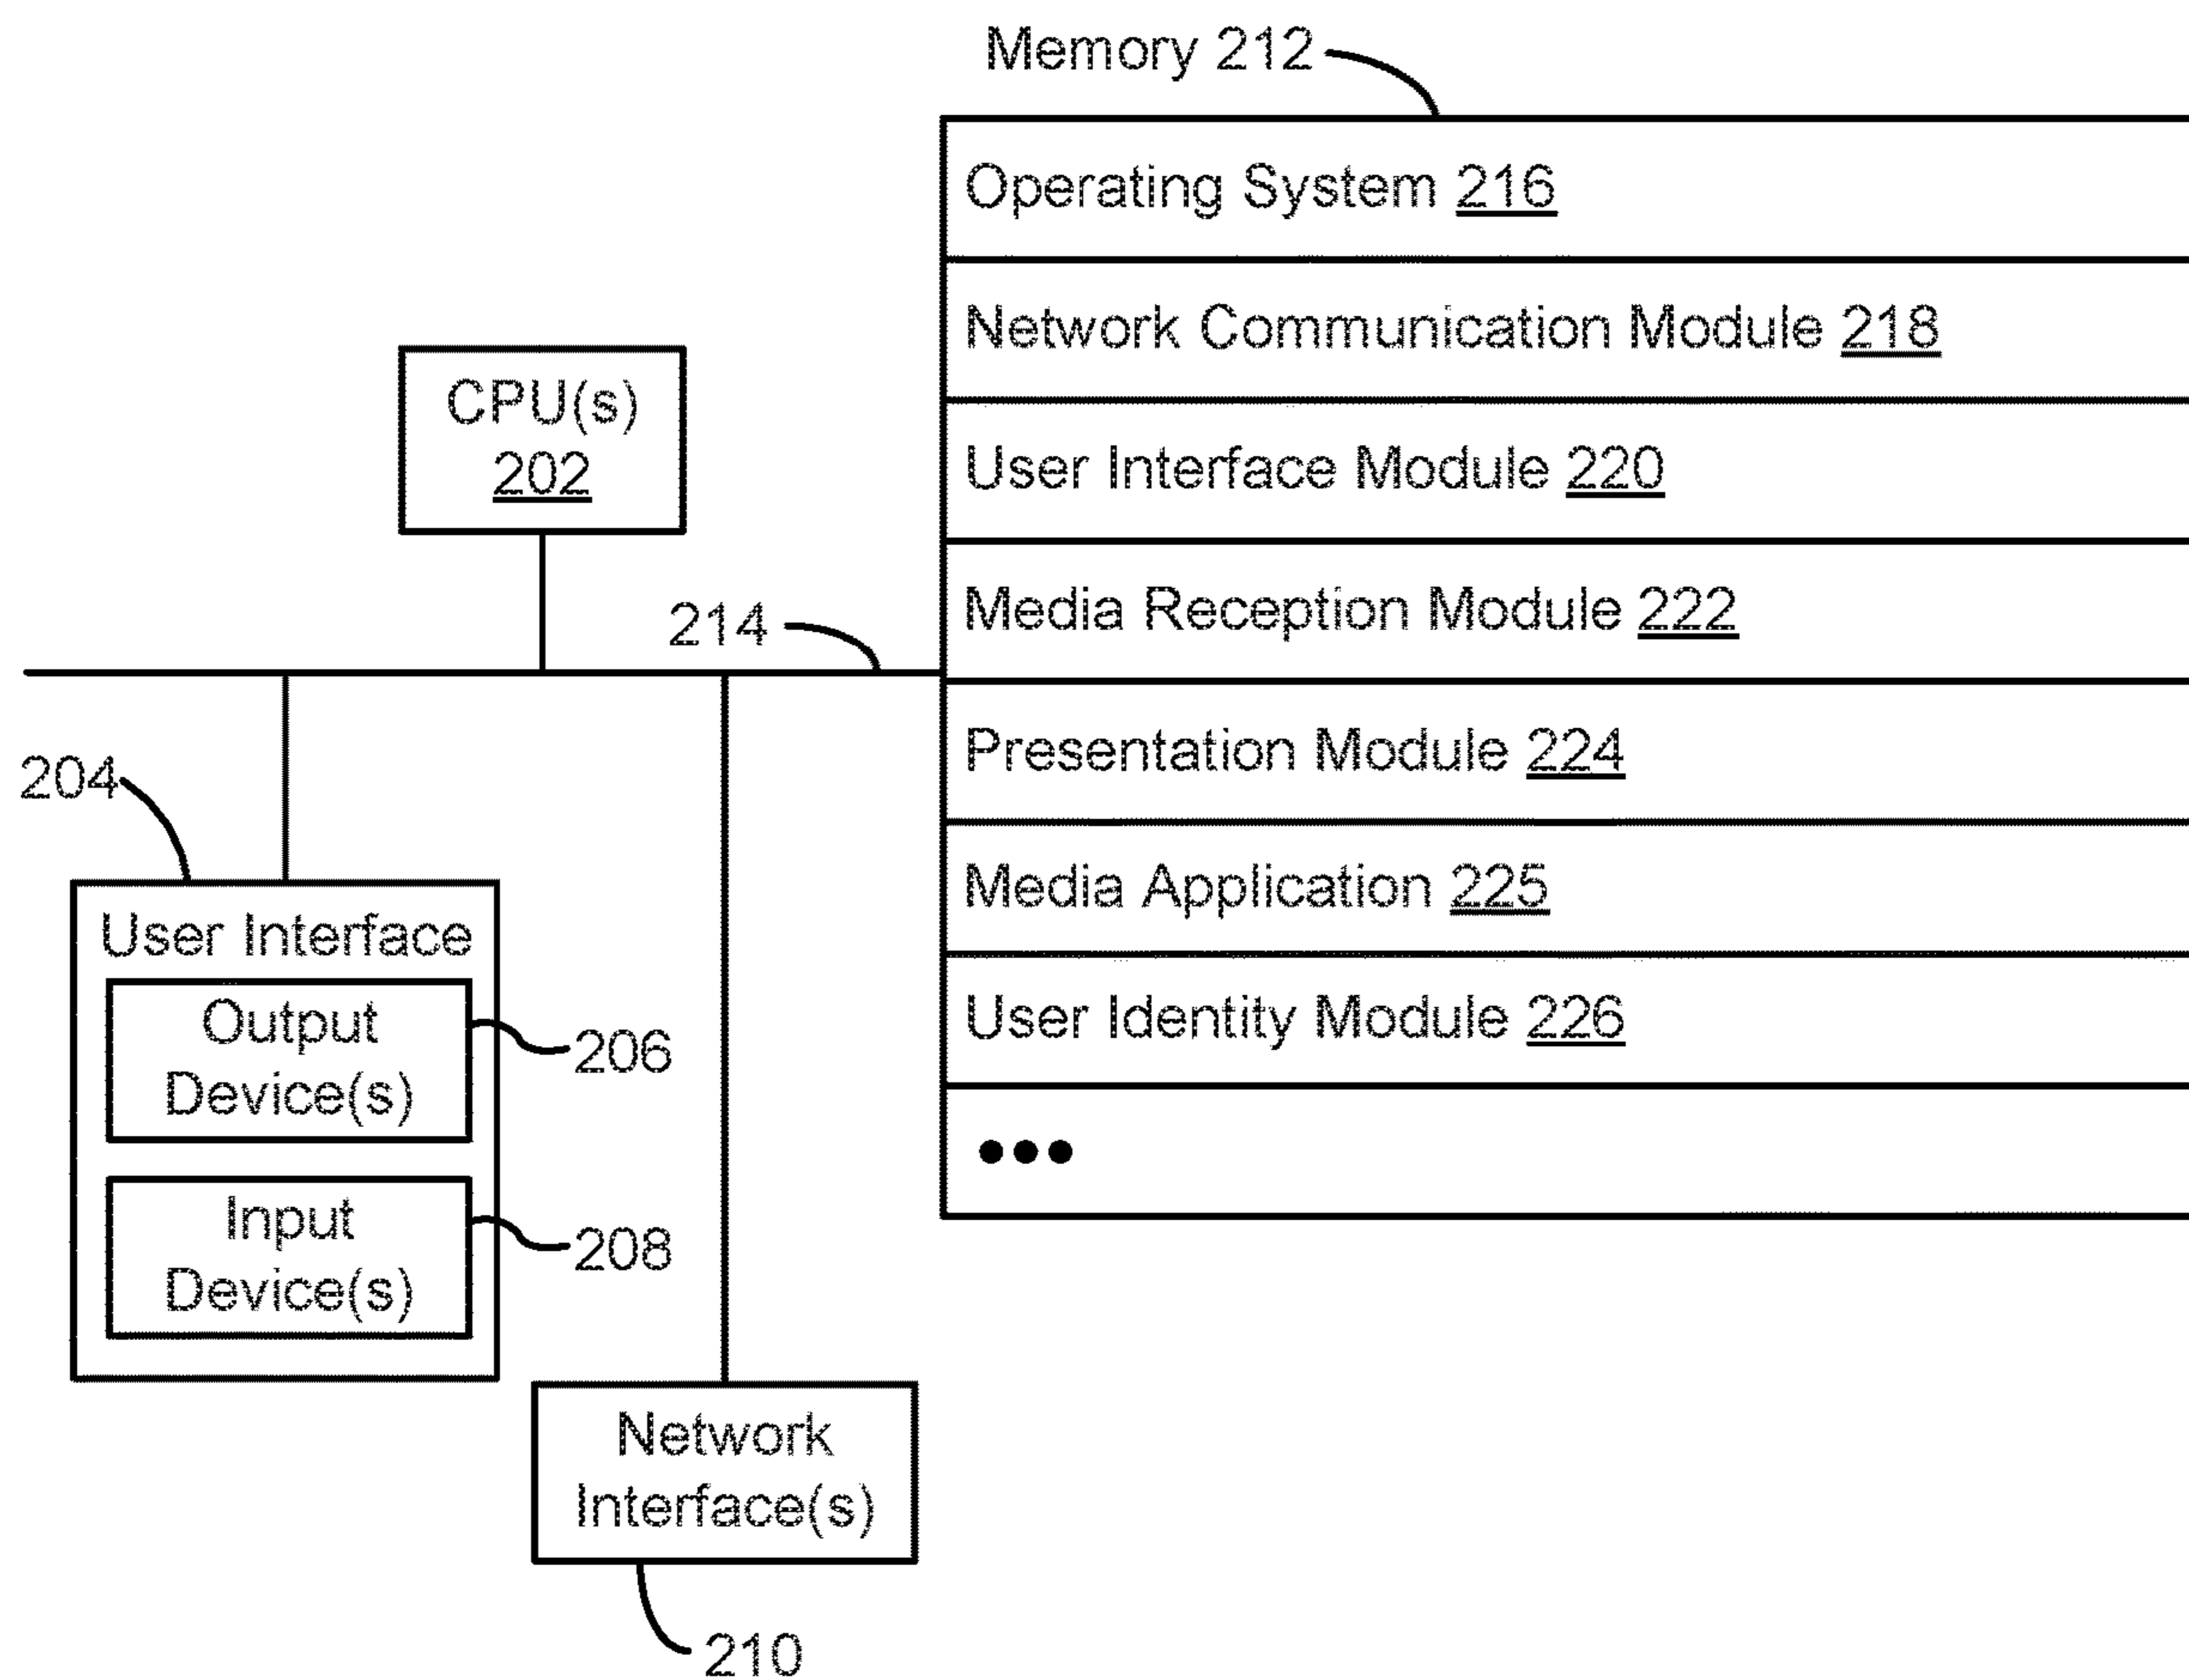 Memory 212
Operating System 216
Network Communication Module 218
User Interface Module 220
Media Reception Module 222
Presentation Module 224
Media Application 225
User Identity Module 226
•••
CPU(s)
202
214
204
User Interface
Output
Device(s)
206
Input
Device(s)
208
Network
Interface(s)
210